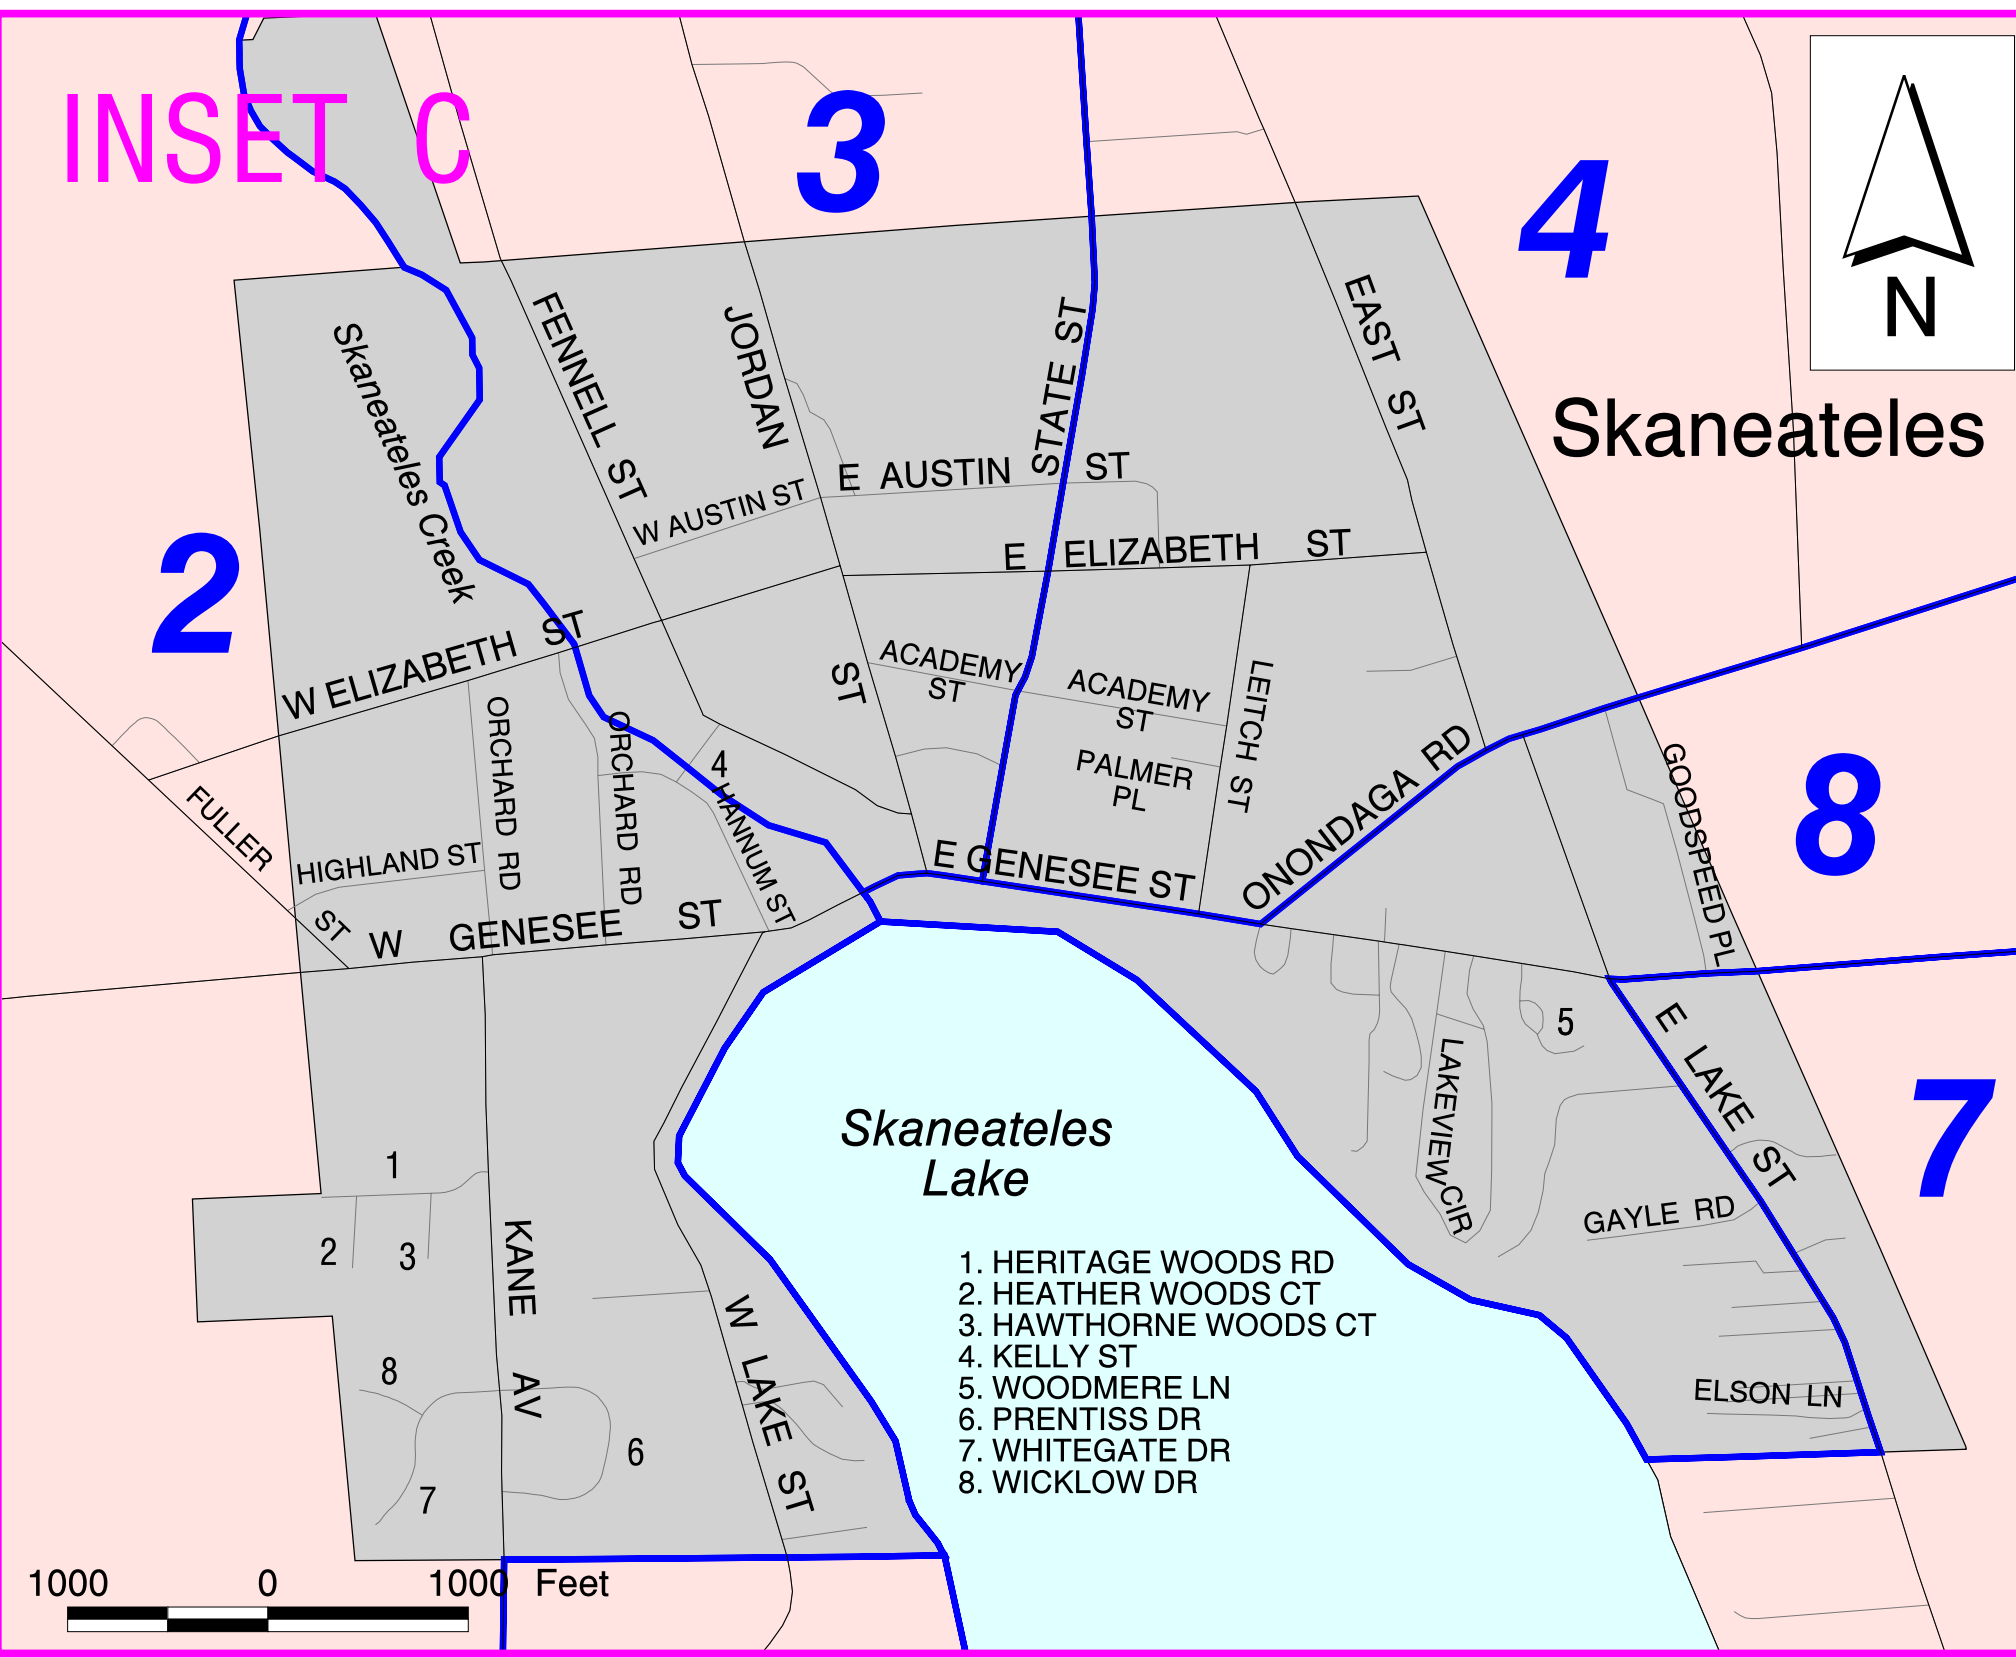 INSET C
3
4
N
Skaneateles
2
8
7
Skaneateles Creek
FENNELL ST
JORDAN
ST
STATE ST
EAST ST
E AUSTIN ST
W AUSTIN ST
E ELIZABETH ST
W ELIZABETH ST
ACADEMY
ST
ACADEMY
ST
PALMER
PL
LEITCH ST
ONONDAGA RD
GOODSPEED PL
ORCHARD RD
ORCHARD RD
4
HANNUM ST
FULLER
ST
HIGHLAND ST
E GENESEE ST
W GENESEE ST
5
E LAKE ST
LAKEVIEW CIR
GAYLE RD
ELSON LN
Skaneateles
Lake
1
2
3
KANE AV
W LAKE ST
8
6
7
1. HERITAGE WOODS RD
2. HEATHER WOODS CT
3. HAWTHORNE WOODS CT
4. KELLY ST
5. WOODMERE LN
6. PRENTISS DR
7. WHITEGATE DR
8. WICKLOW DR
1000 0 1000 Feet